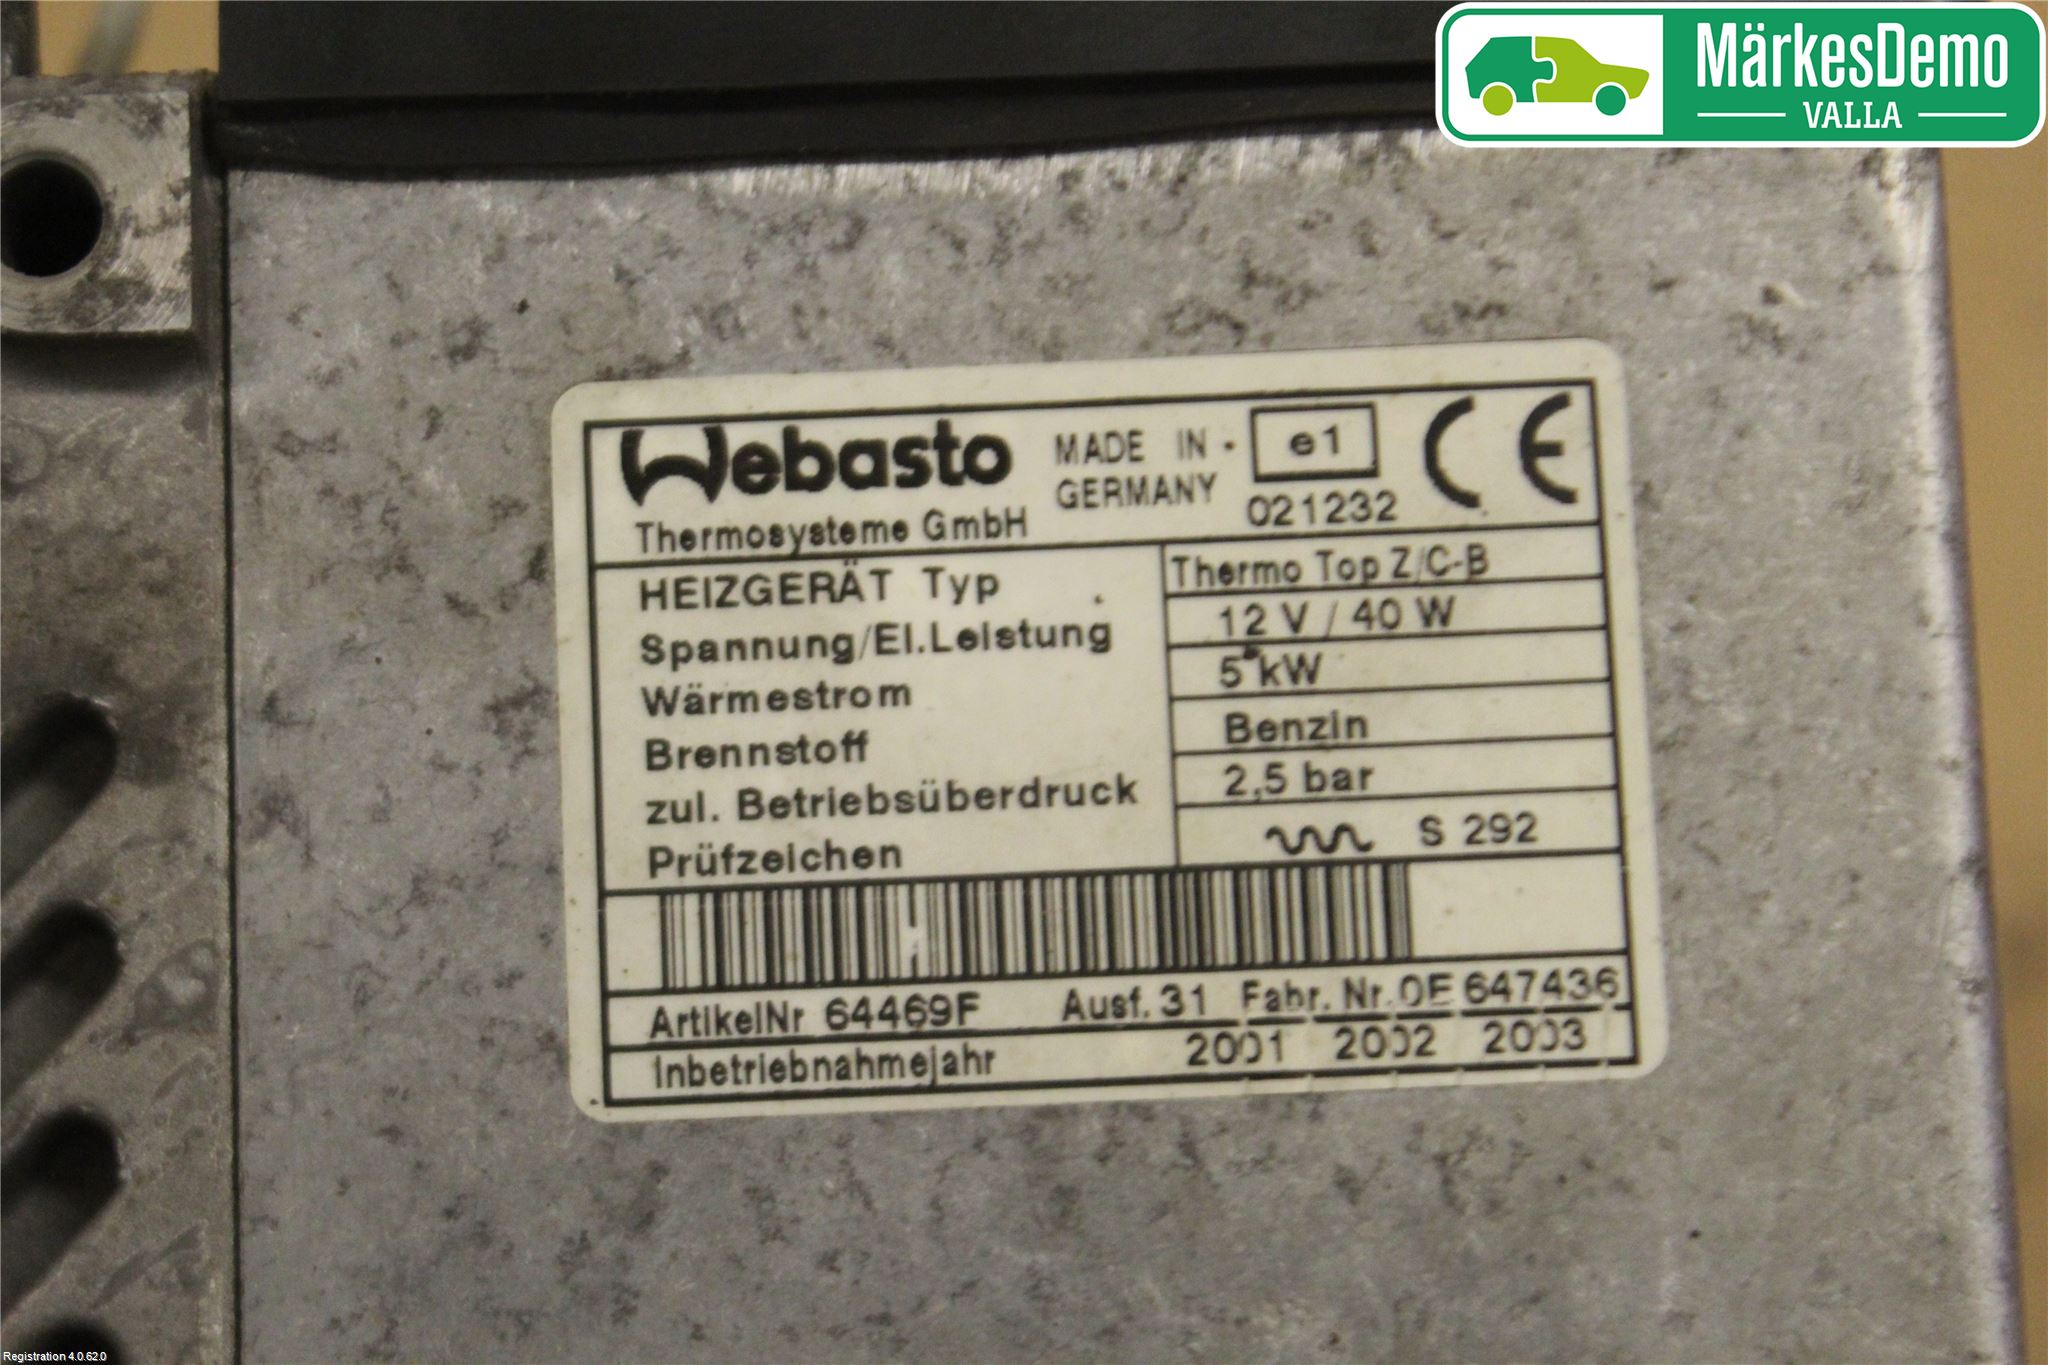 MärkesDemo
VALLA
Webasto
Thermosysteme GmbH
MADE IN
GERMANY
e1
021232
CE
HEIZGERÄT Typ Thermo Top Z/C-B
Spannung/El.Leistung 12 V / 40 W
Wärmestrom 5 kW
Brennstoff Benzin
zul. Betriebsüberdruck 2,5 bar
Prüfzeichen S 292
ArtikelNr 64469F Ausf. 31 Fabr. Nr. 0E 647436
Inbetriebnahmejahr 2001 2002 2003
Registration 4.0.62.0